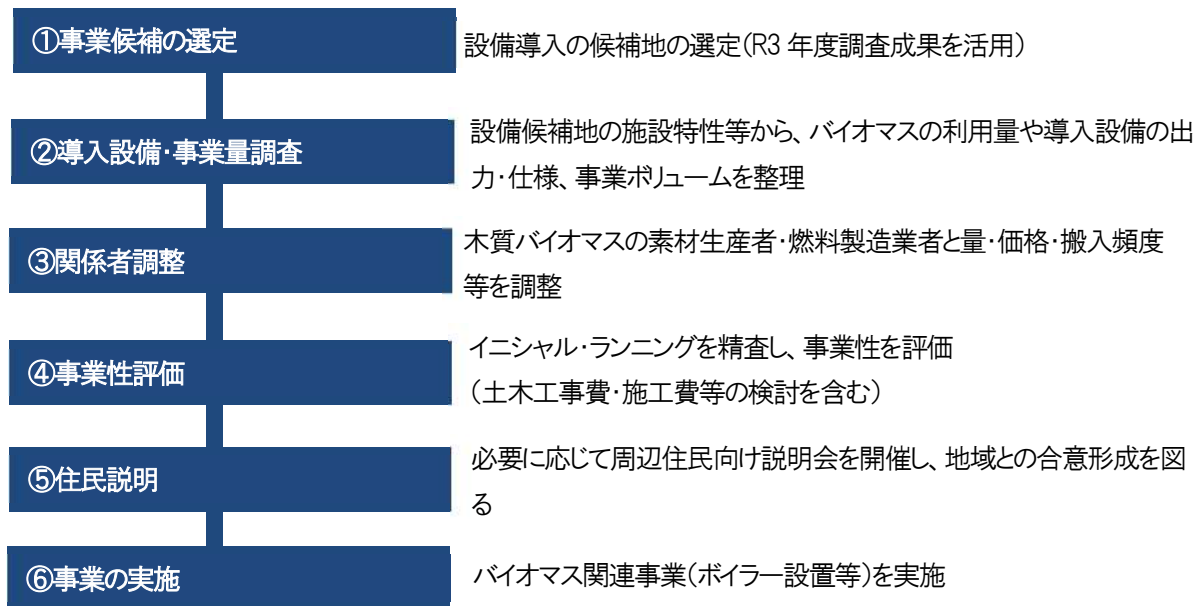 ①事業候補の選定
設備導入の候補地の選定(R3 年度調査成果を活用)
②導入設備・事業量調査
設備候補地の施設特性等から、バイオマスの利用量や導入設備の出
力・仕様、事業ボリュームを整理
③関係者調整
木質バイオマスの素材生産者・燃料製造業者と量・価格・搬入頻度
等を調整
④事業性評価
イニシャル・ランニングを精査し、事業性を評価
(土木工事費・施工費等の検討を含む)
⑤住民説明
必要に応じて周辺住民向け説明会を開催し、地域との合意形成を図
る
⑥事業の実施
バイオマス関連事業(ボイラー設置等)を実施